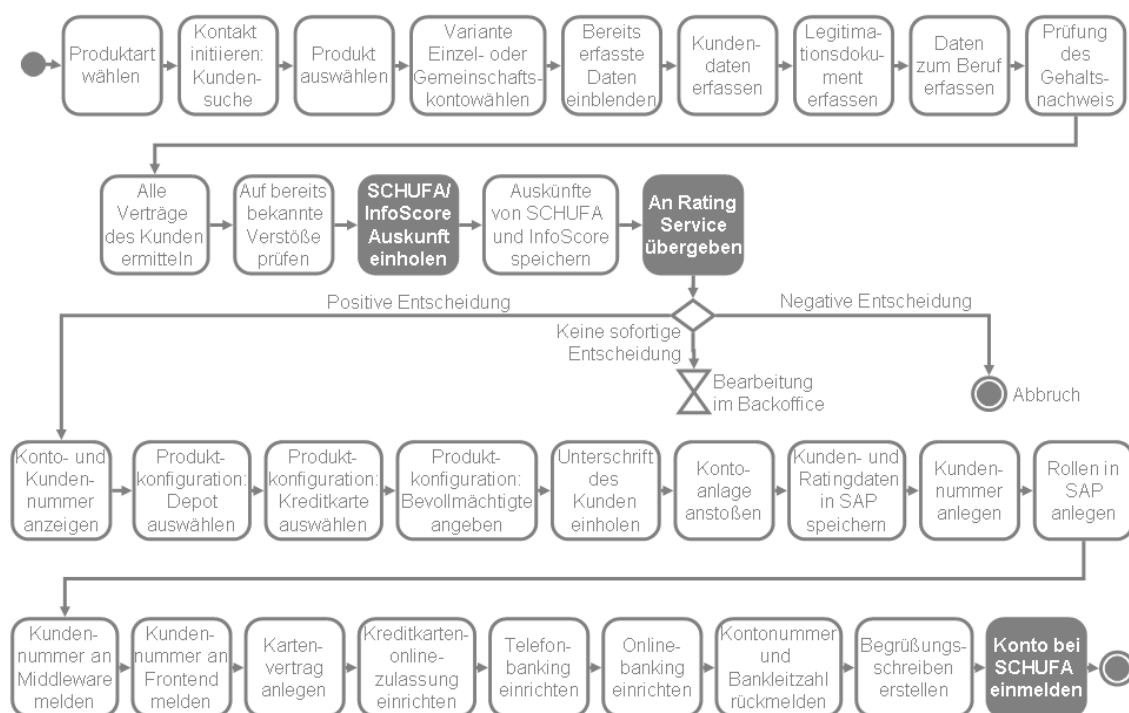 Produktart
wählen
Kontakt
initiieren:
Kunden-
suche
Produkt
auswählen
Variante
Einzel- oder
Gemeinschafts-
kontowählen
Bereits
erfasste
Daten
einblenden
Kunden-
daten
erfassen
Legitima-
tionsdoku-
ment
erfassen
Daten
zum Beruf
erfassen
Prüfung
des
Gehalts-
nachweis
Alle
Verträge
des Kunden
ermitteln
Auf bereits
bekannte
Verstöße
prüfen
SCHUFA/
InfoScore
Auskunft
einholen
Auskünfte
von SCHUFA
und InfoScore
speichern
An Rating
Service
übergeben
Positive Entscheidung
Negative Entscheidung
Keine sofortige
Entscheidung
Bearbeitung
im Backoffice
Abbruch
Konto- und
Kunden-
nummer
anzeigen
Produkt-
konfiguration:
Depot
auswählen
Produkt-
konfiguration:
Kreditkarte
auswählen
Produkt-
konfiguration:
Bevollmächtigte
angeben
Unterschrift
des
Kunden
einholen
Konto-
anlage
anstoßen
Kunden- und
Ratingdaten
in SAP
speichern
Kunden-
nummer
anlegen
Rollen in
SAP
anlegen
Kunden-
nummer an
Middleware
melden
Kunden-
nummer an
Frontend
melden
Karten-
vertrag
anlegen
Kreditkarten-
online-
zulassung
einrichten
Telefon-
banking
einrichten
Online-
banking
einrichten
Kontonummer
und
Bankleitzahl
rückmelden
Begrüßungs-
schreiben
erstellen
Konto bei
SCHUFA
einmelden